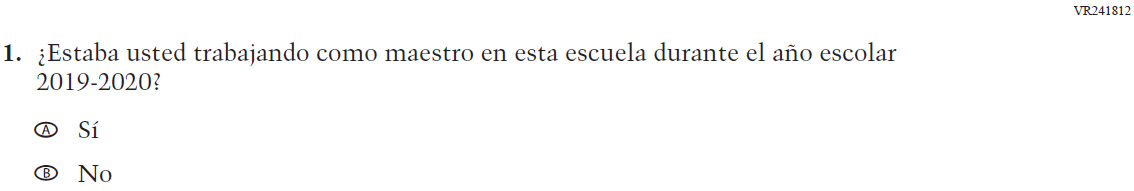 VR241812
1. ¿Estaba usted trabajando como maestro en esta escuela durante el año escolar
2019-2020?
A Sí
B No